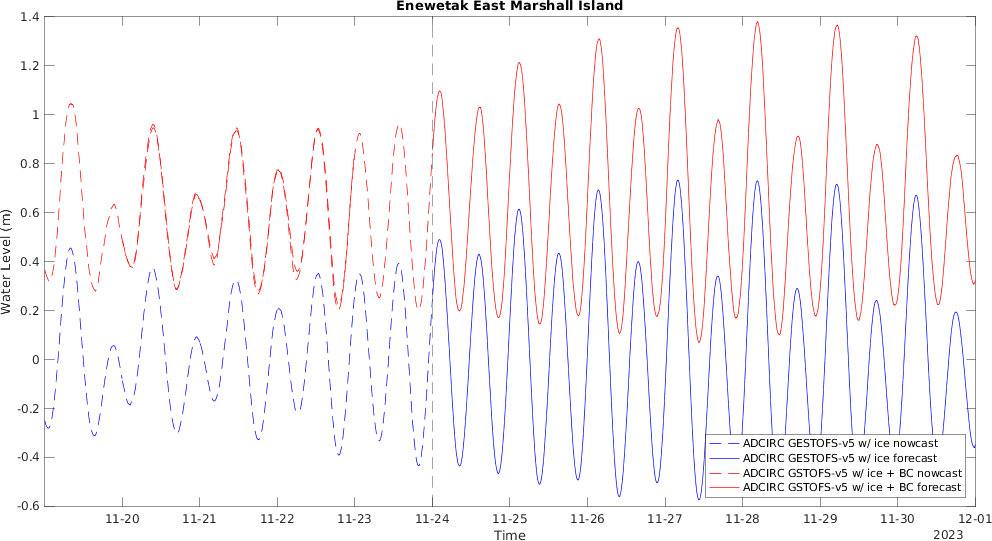 Enewetak East Marshall Island
1.4
1.2
1
0.8
0.6
0.4
0.2
0
-0.2
-0.4
-0.6
Water Level (m)
ADCIRC GESTOFS-v5 w/ ice nowcast
ADCIRC GESTOFS-v5 w/ ice forecast
ADCIRC GSTOFS-v5 w/ ice + BC nowcast
ADCIRC GSTOFS-v5 w/ ice + BC forecast
11-20 11-21 11-22 11-23 11-24 11-25 11-26 11-27 11-28 11-29 11-30 12-01
Time
2023